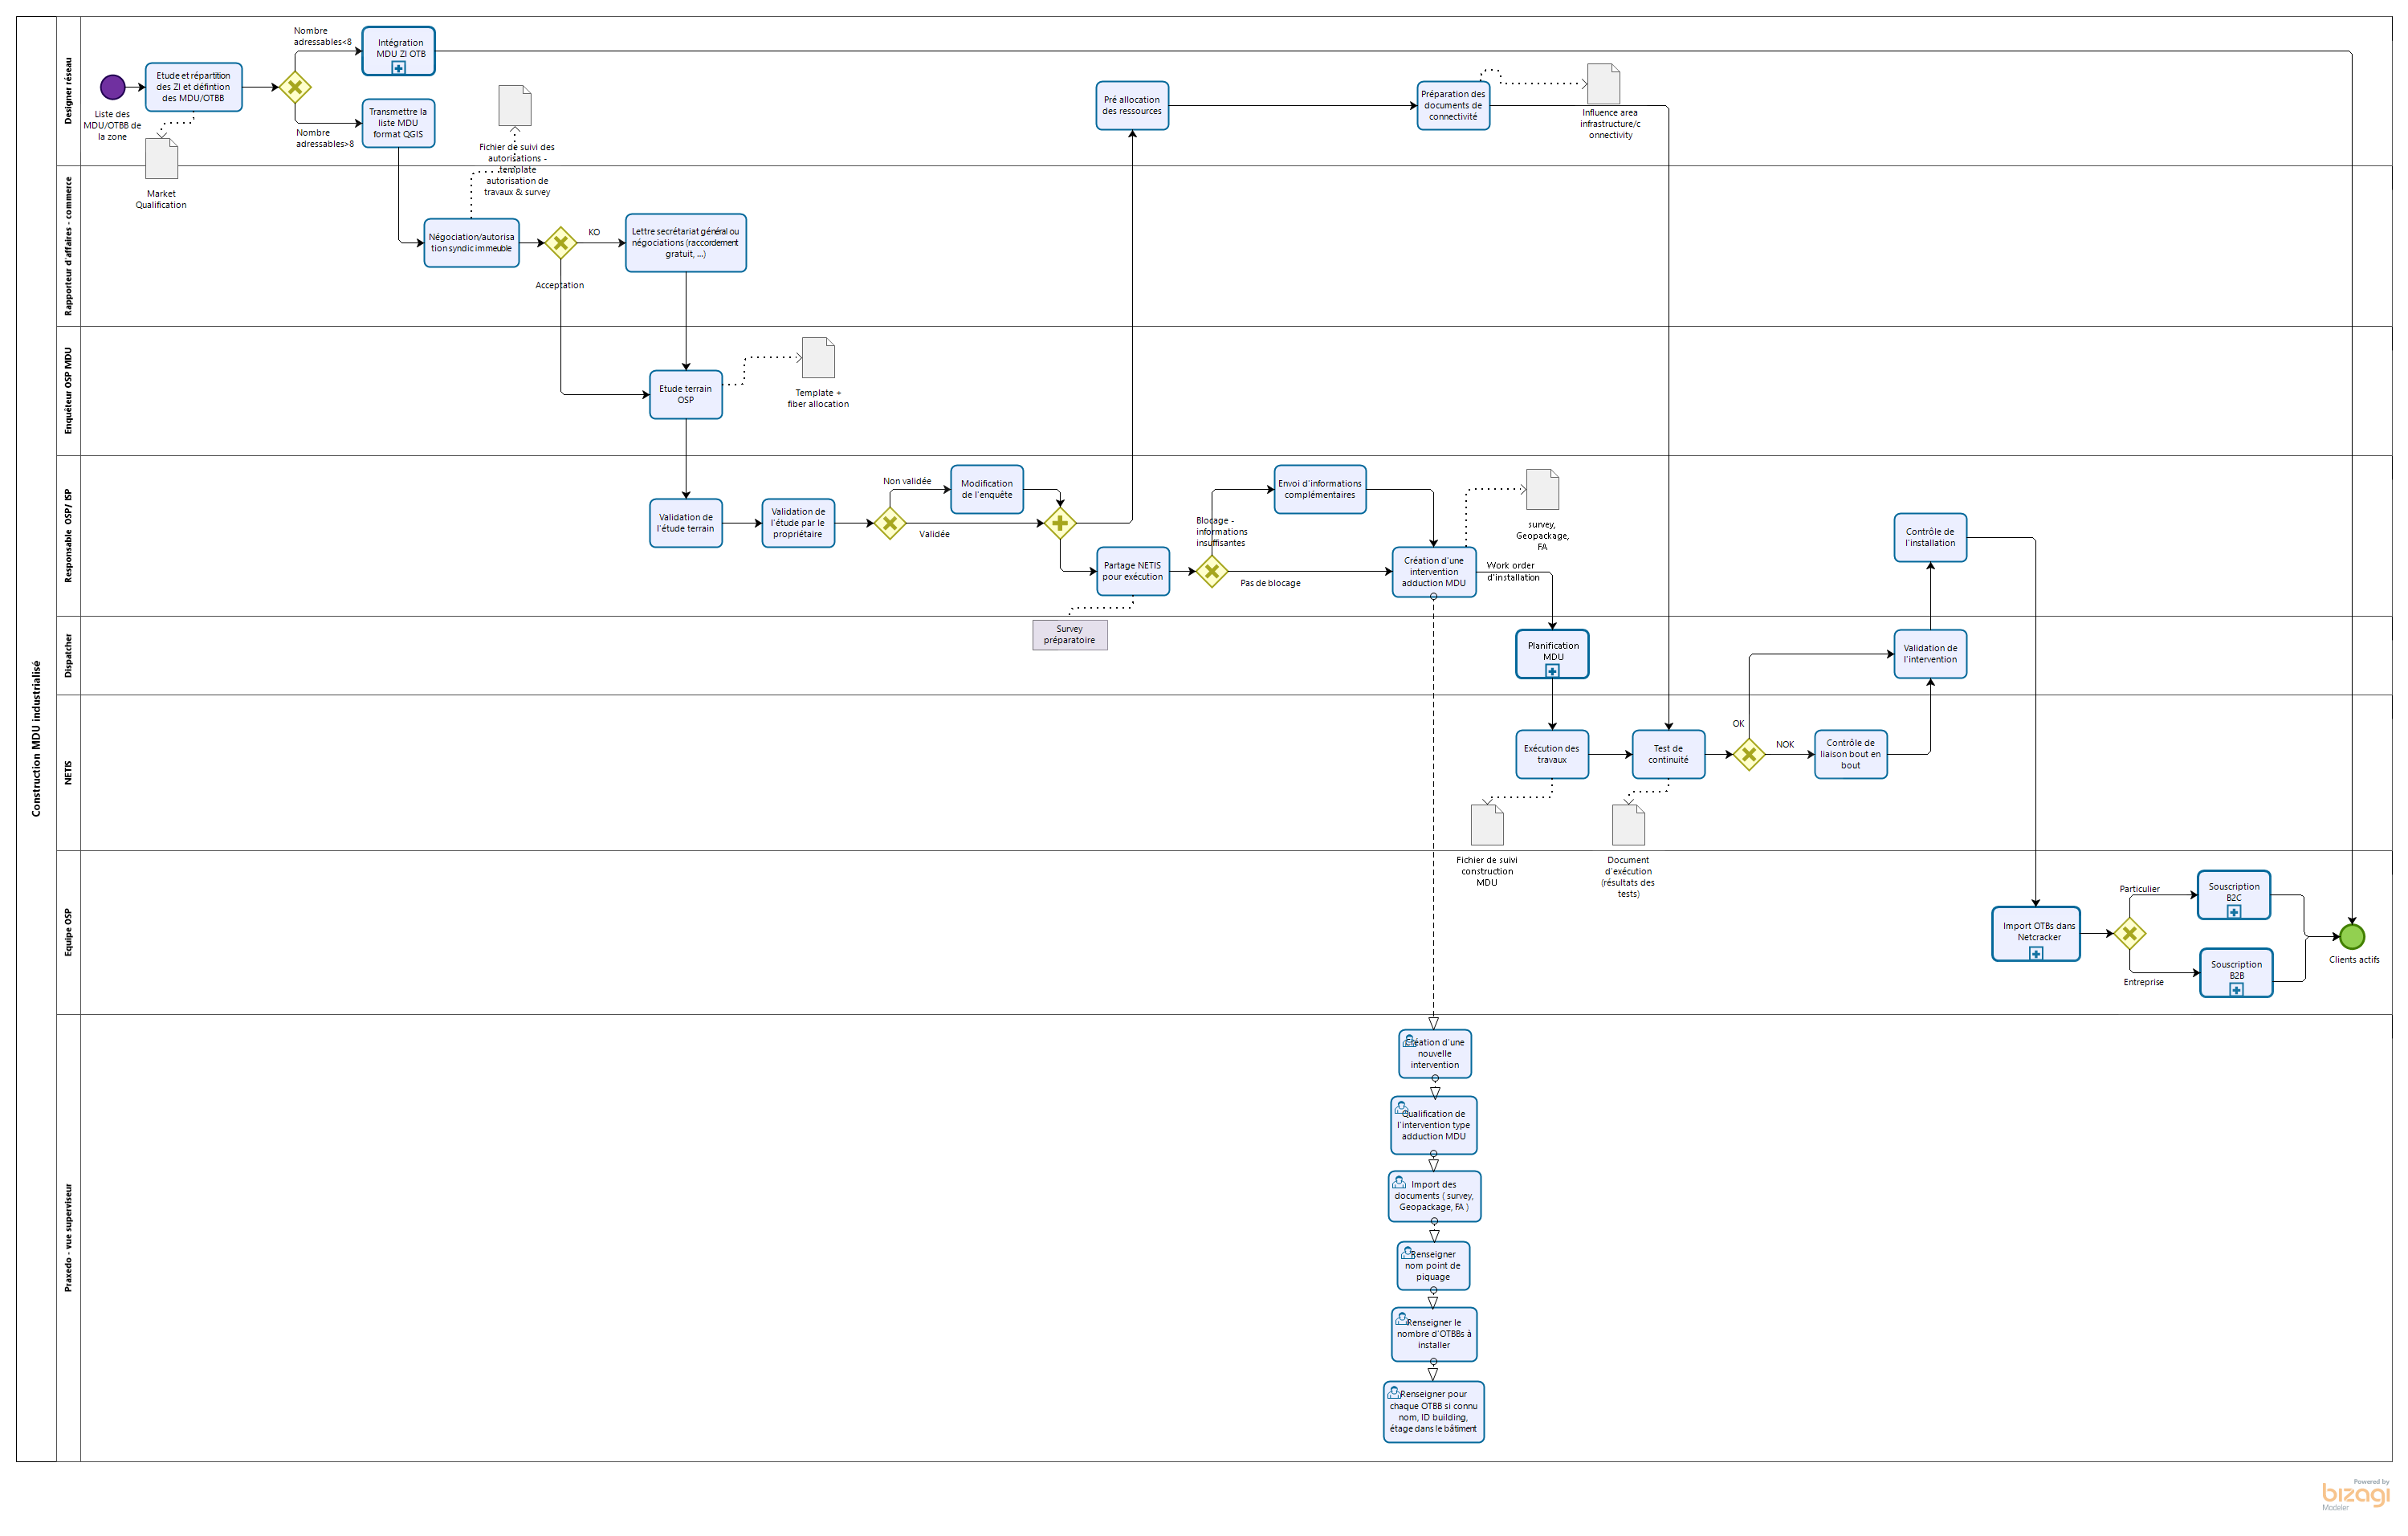 Construction MDU industrialisé
Designer réseau
Liste des
MDU/OTBB de
la zone
Etude et répartition
des ZI et défintion
des MDU/OTBB
Market
Qualification
Nombre
adressables<8
Nombre
adressables>8
Intégration
MDU ZI OTB
Transmettre la
liste MDU
format QGIS
Fichier de suivi des
autorisations -
template
autorisation de
travaux & survey
Pré allocation
des ressources
Préparation des
documents de
connectivité
Influence area
infrastructure/c
onnectivity
Rapporteur d'affaires - commerce
Négociation/autorisa
tion syndic immeuble
KO
Acceptation
Lettre secrétariat général ou
négociations (raccordement
gratuit, ...)
Enquêteur OSP MDU
Etude terrain
OSP
Template +
fiber allocation
Responsable OSP/ ISP
Validation de
l'étude terrain
Validation de
l'étude par le
propriétaire
Non validée
Validée
Modification
de l'enquête
Partage NETIS
pour exécution
Blocage -
informations
insuffisantes
Pas de blocage
Envoi d'informations
complémentaires
Création d'une
intervention
adduction MDU
survey,
Geopackage,
FA
Work order
d'installation
Contrôle de
l'installation
Dispatcher
Survey
préparatoire
Planification
MDU
Validation de
l'intervention
NETIS
Exécution des
travaux
Test de
continuité
OK
NOK
Contrôle de
liaison bout en
bout
Fichier de suivi
construction
MDU
Document
d'exécution
(résultats des
tests)
Equipe OSP
Import OTBs dans
Netcracker
Particulier
Entreprise
Souscription
B2C
Souscription
B2B
Clients actifs
Praxedo - vue superviseur
Création d'une
nouvelle
intervention
Qualification de
l'intervention type
adduction MDU
Import des
documents ( survey,
Geopackage, FA )
Renseigner
nom point de
piquage
Renseigner le
nombre d'OTBBs à
installer
Renseigner pour
chaque OTBB si connu
nom, ID building,
étage dans le bâtiment
Powered by
bizagi
Modeler